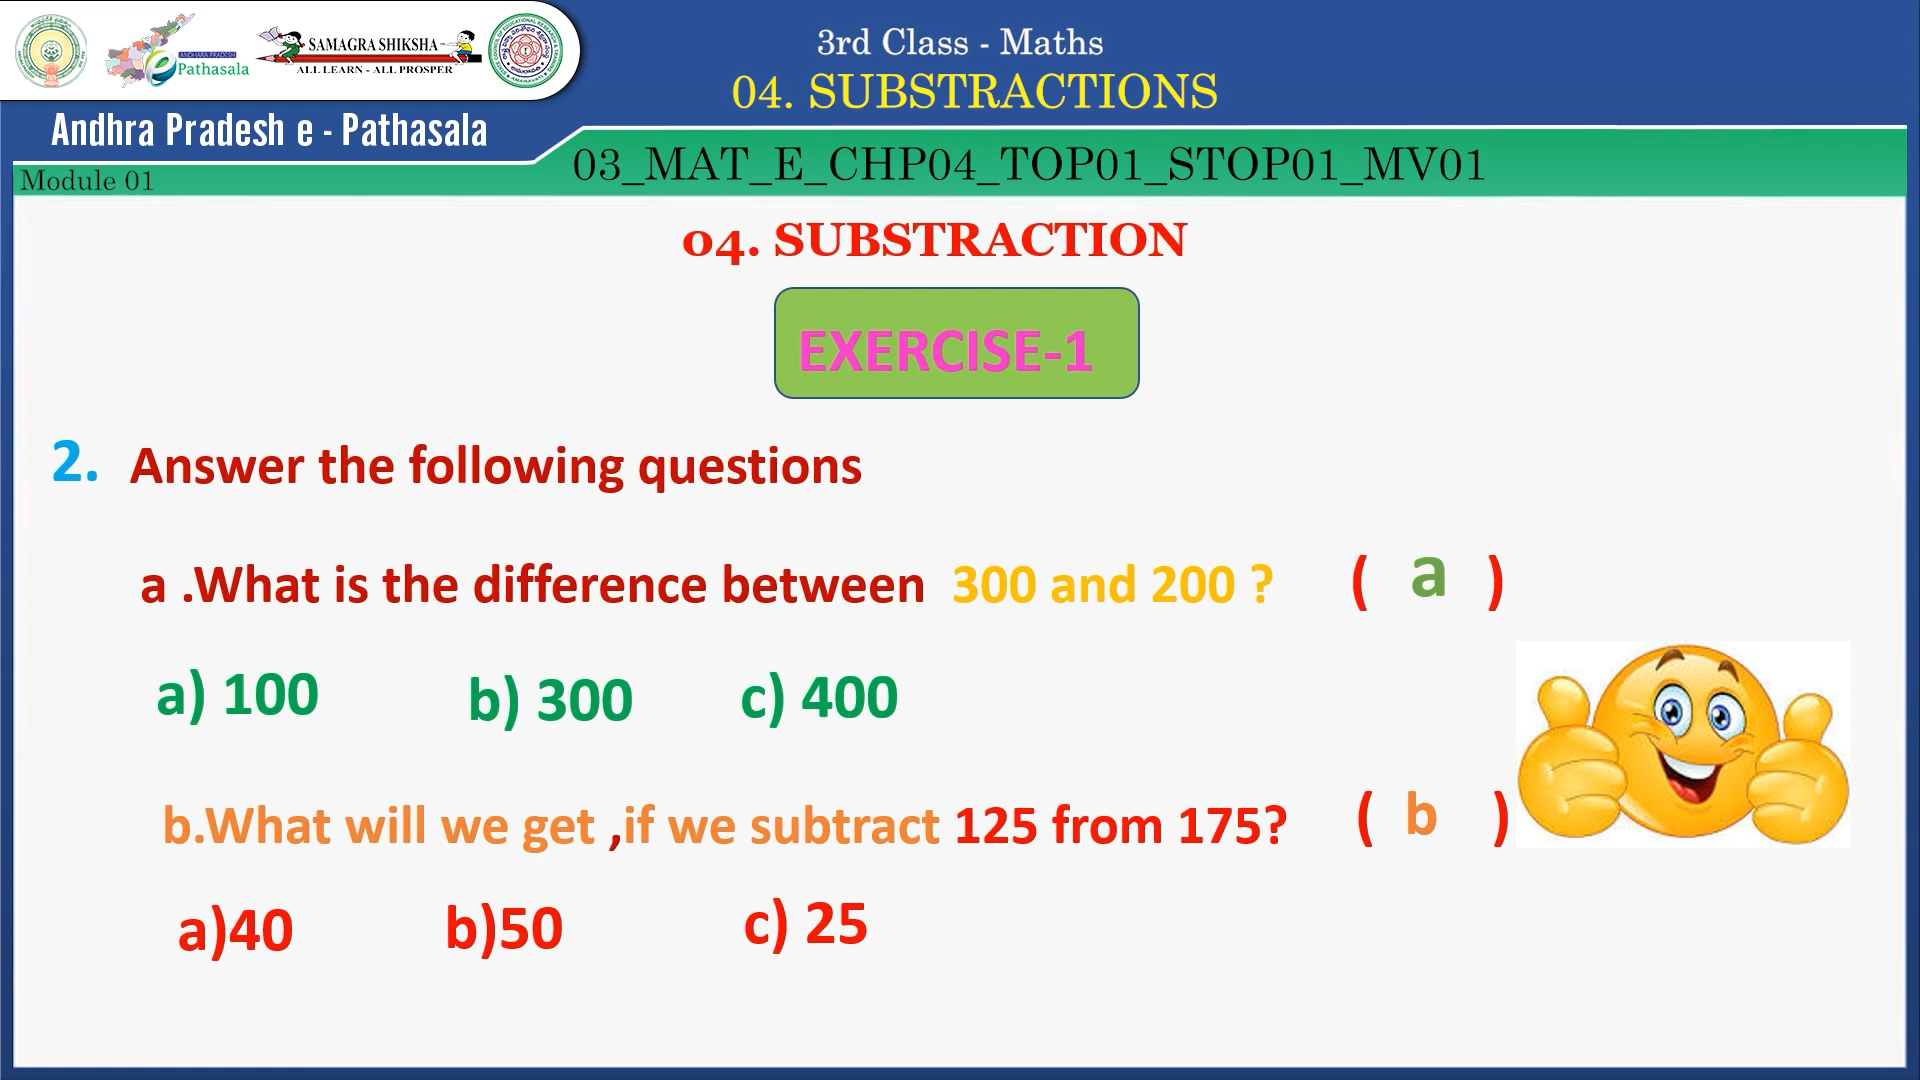 ANDHRA PRADESH
e Pathasala
SAMAGRA SHIKSHA
ALL LEARN - ALL PROSPER
Andhra Pradesh e - Pathasala
3rd Class - Maths
04. SUBSTRACTIONS
Module 01
03_MAT_E_CHP04_TOP01_STOP01_MV01
04. SUBSTRACTION
EXERCISE-1
2. Answer the following questions
a .What is the difference between 300 and 200 ? ( a )
a) 100 b) 300 c) 400
b.What will we get ,if we subtract 125 from 175? ( b )
a)40 b)50 c) 25